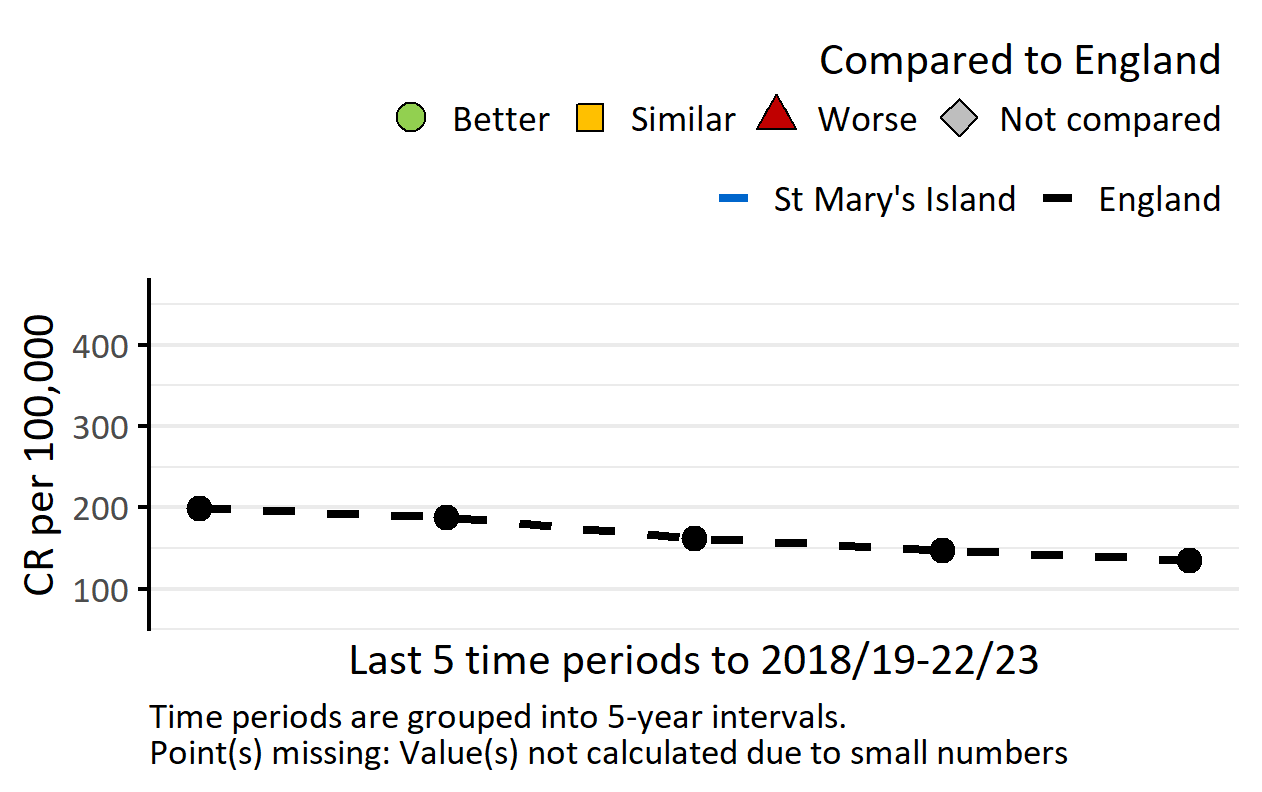 Compared to England
Better Similar Worse Not compared
St Mary's Island England
CR per 100,000
400
300
200
100
Last 5 time periods to 2018/19-22/23
Time periods are grouped into 5-year intervals.
Point(s) missing: Value(s) not calculated due to small numbers